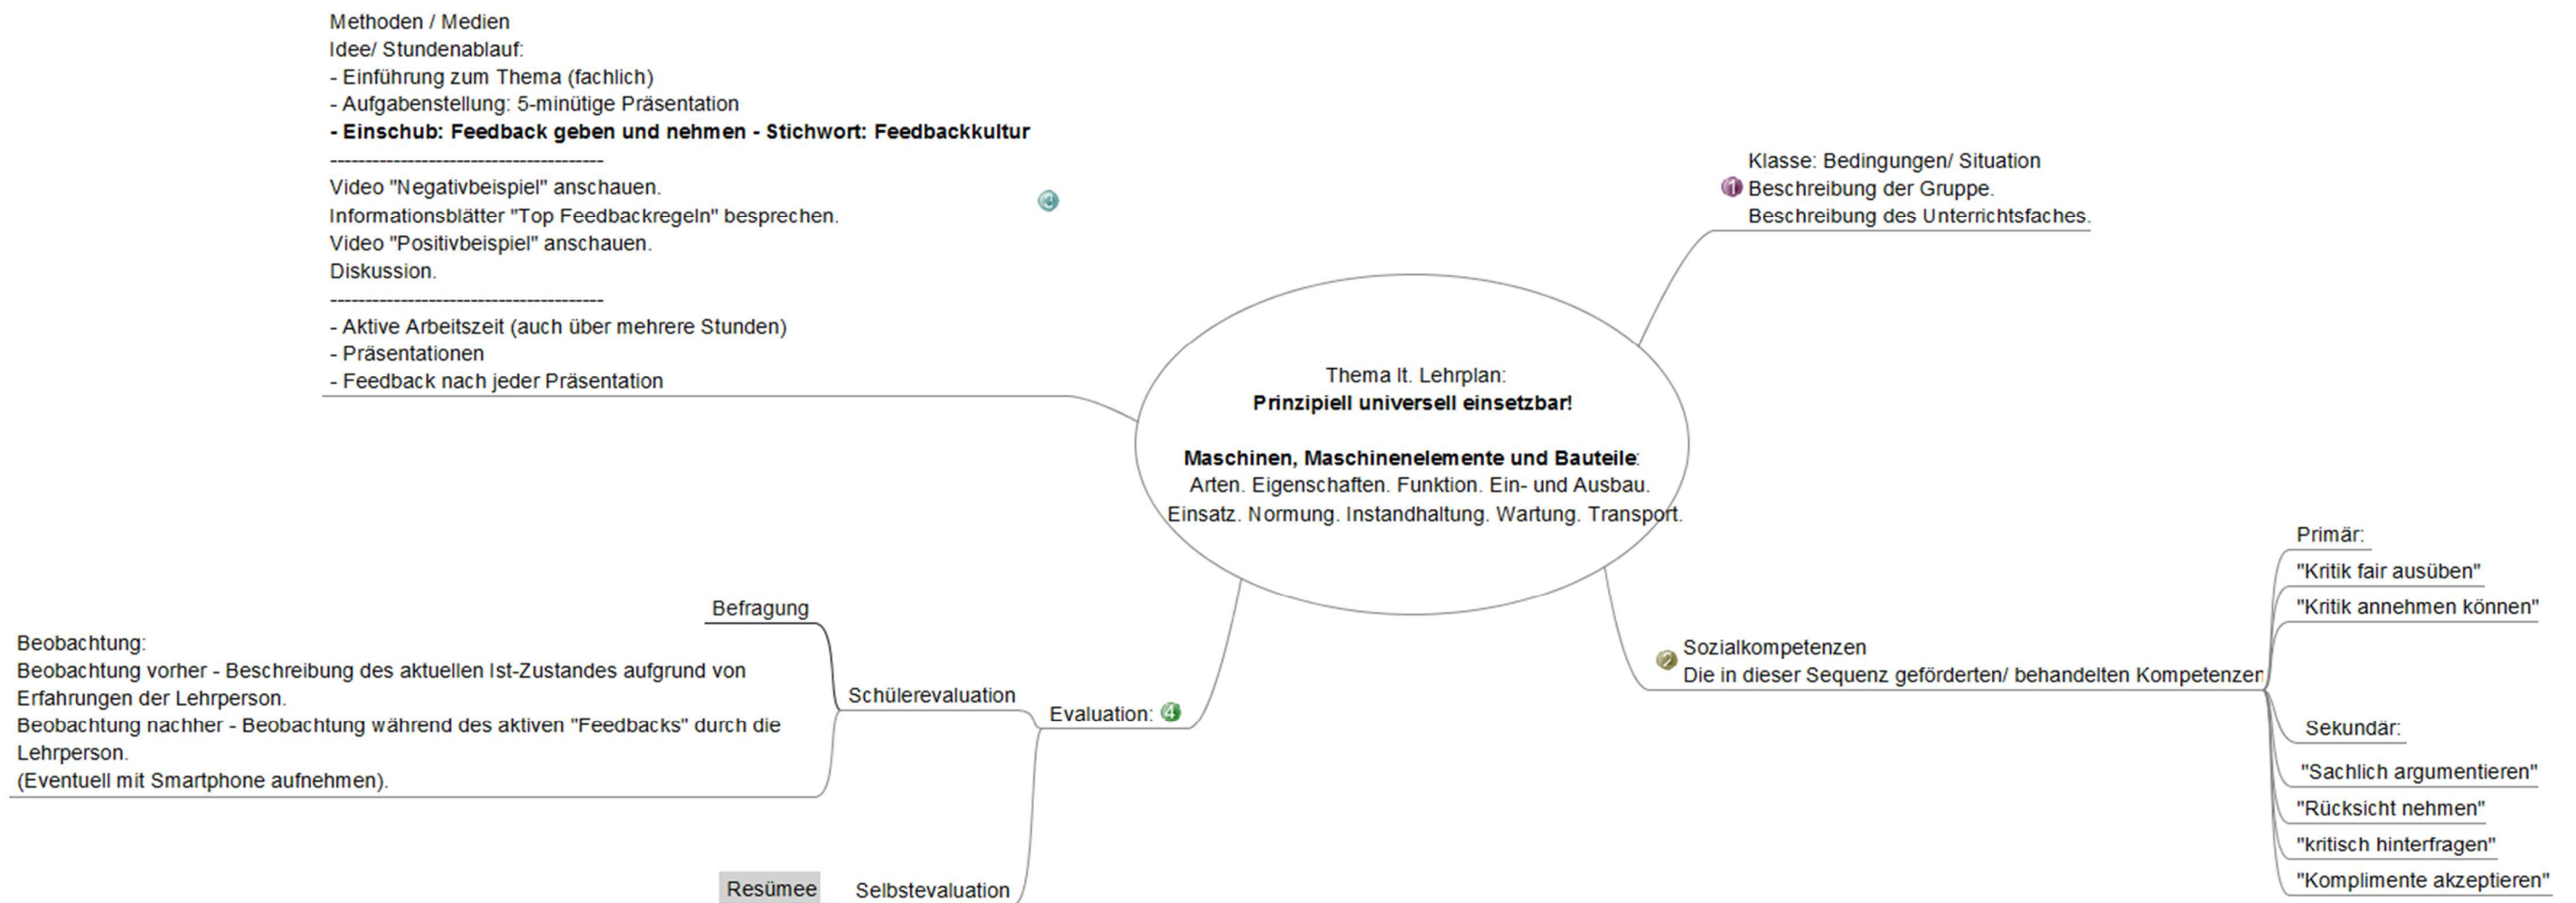 Methoden / Medien
Idee/ Stundenablauf:
- Einführung zum Thema (fachlich)
- Aufgabenstellung: 5-minütige Präsentation
- Einschub: Feedback geben und nehmen - Stichwort: Feedbackkultur
---------------------------------------
Video "Negativbeispiel" anschauen.
Informationsblätter "Top Feedbackregeln" besprechen.
Video "Positivbeispiel" anschauen.
Diskussion.
---------------------------------------
- Aktive Arbeitszeit (auch über mehrere Stunden)
- Präsentationen
- Feedback nach jeder Präsentation
3
Klasse: Bedingungen/ Situation
1 Beschreibung der Gruppe.
Beschreibung des Unterrichtsfaches.
Thema lt. Lehrplan:
Prinzipiell universell einsetzbar!
Maschinen, Maschinenelemente und Bauteile:
Arten. Eigenschaften. Funktion. Ein- und Ausbau.
Einsatz. Normung. Instandhaltung. Wartung. Transport.
2 Sozialkompetenzen
Die in dieser Sequenz geförderten/ behandelten Kompetenzen
Primär:
"Kritik fair ausüben"
"Kritik annehmen können"
Sekundär:
"Sachlich argumentieren"
"Rücksicht nehmen"
"kritisch hinterfragen"
"Komplimente akzeptieren"
Evaluation: 4
Schülerevaluation
Befragung
Beobachtung:
Beobachtung vorher - Beschreibung des aktuellen Ist-Zustandes aufgrund von
Erfahrungen der Lehrperson.
Beobachtung nachher - Beobachtung während des aktiven "Feedbacks" durch die
Lehrperson.
(Eventuell mit Smartphone aufnehmen).
Selbstevaluation
Resümee